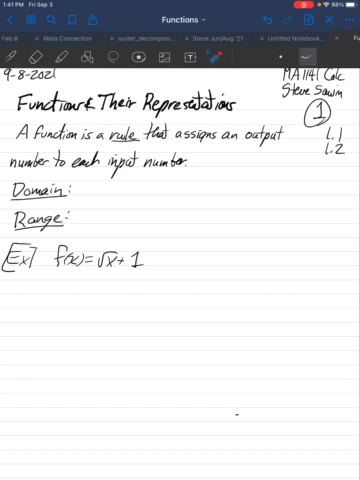 1:41 PM Fri Sep 3
88%
Functions
Feb 8
Meta Connection
oyster_decomposi...
Steve Jun/Aug '21
Untitled Notebook...
Fu
9-8-2021
MA1141 Calc
Steve Sawin
1
Functions & Their Representations
1.1
A function is a rule that assigns an output
1.2
number to each input number.
Domain:
Range:
[Ex] f(x) = √x + 1